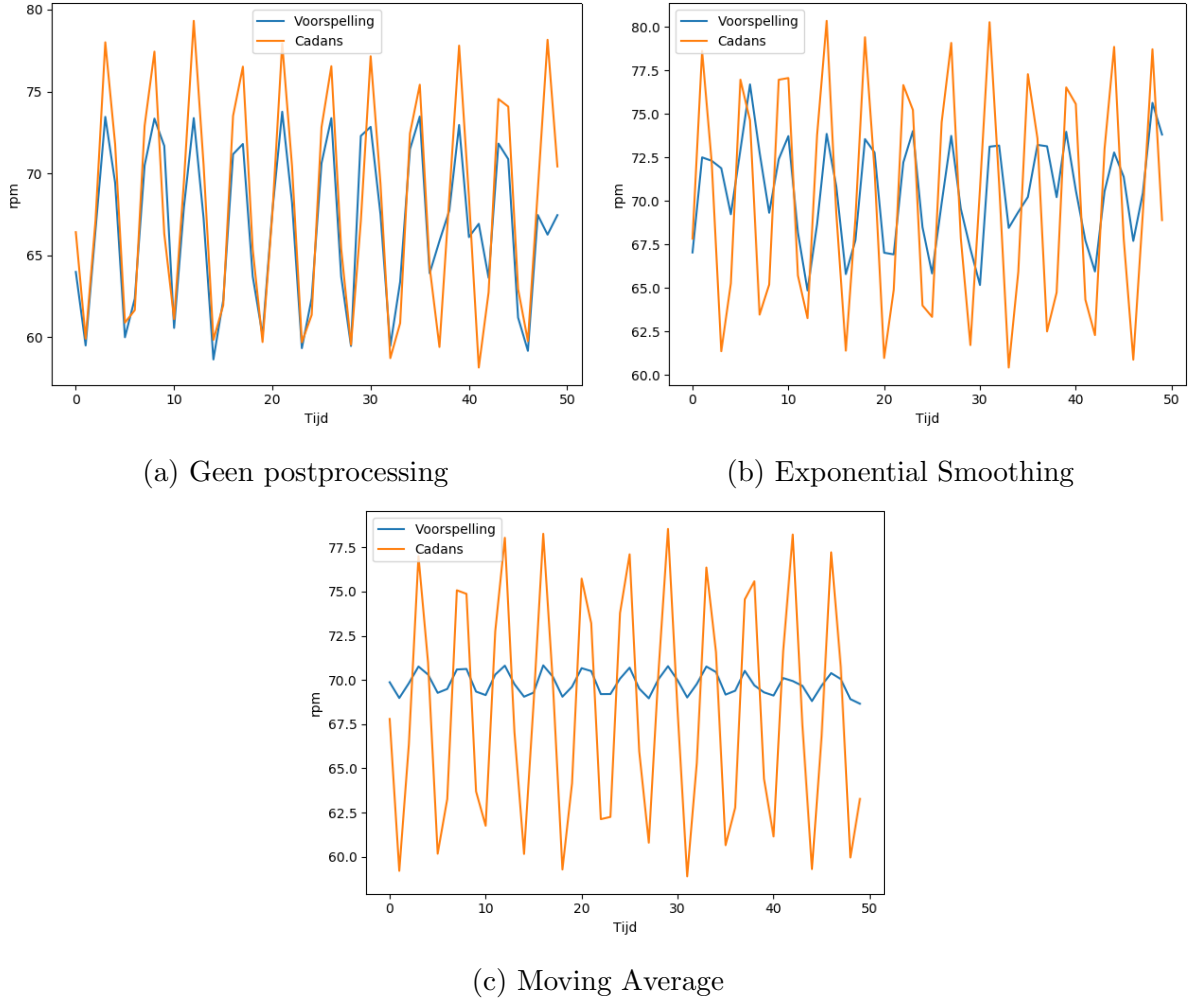 80
75
70
65
60
rpm
0 10 20 30 40 50
Tijd
Voorspelling
Cadans
(a) Geen postprocessing
80.0
77.5
75.0
72.5
70.0
67.5
65.0
62.5
60.0
rpm
0 10 20 30 40 50
Tijd
Voorspelling
Cadans
(b) Exponential Smoothing
77.5
75.0
72.5
70.0
67.5
65.0
62.5
60.0
rpm
0 10 20 30 40 50
Tijd
Voorspelling
Cadans
(c) Moving Average